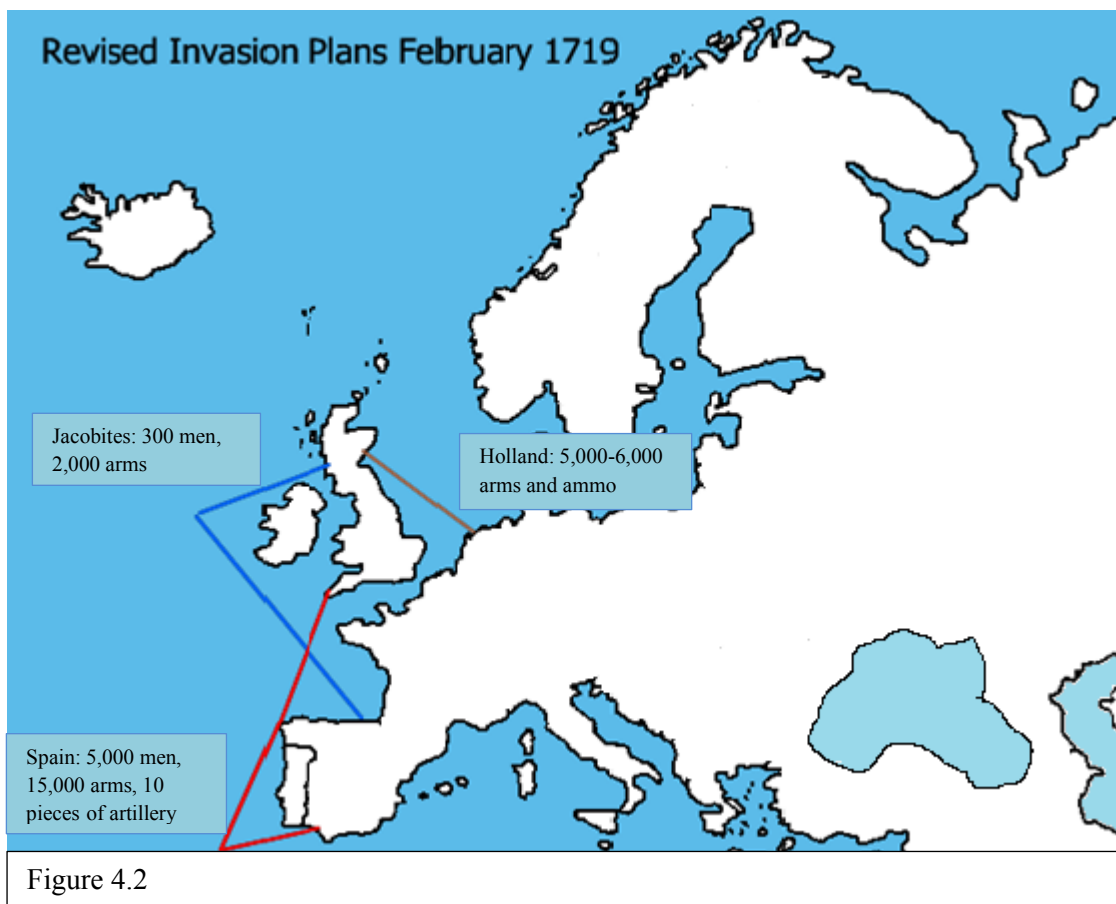 Revised Invasion Plans February 1719
Jacobites: 300 men,
2,000 arms
Holland: 5,000-6,000
arms and ammo
Spain: 5,000 men,
15,000 arms, 10
pieces of artillery
Figure 4.2